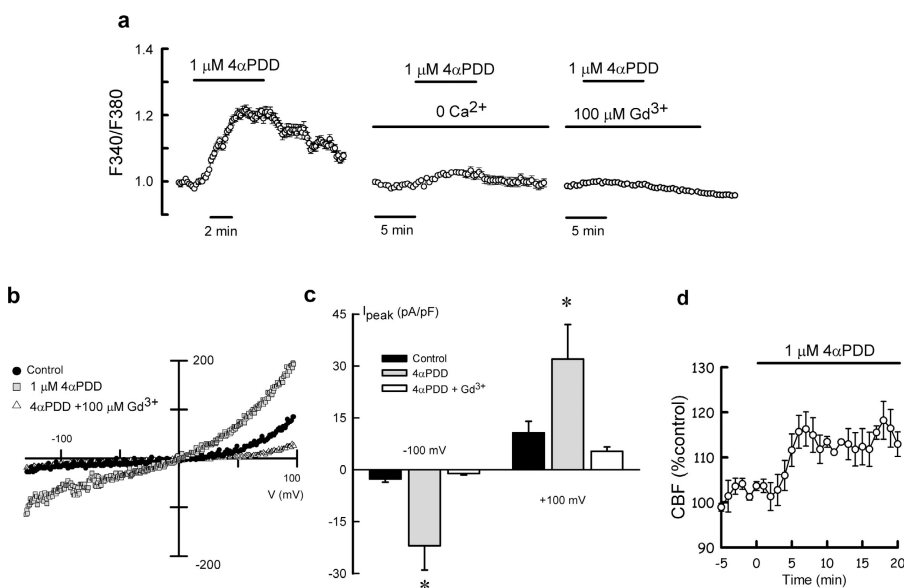 a
1.4
1.2
1.0
F340/F380
1 μM 4αPDD
2 min
1 μM 4αPDD
0 Ca2+
5 min
1 μM 4αPDD
100 μM Gd3+
5 min
b
Control
1 μM 4αPDD
4αPDD +100 μM Gd3+
200
-100
100
V (mV)
-200
c
45
30
15
0
-15
-30
Ipeak (pA/pF)
Control
4αPDD
4αPDD + Gd3+
-100 mV
+100 mV
*
*
d
1 μM 4αPDD
130
120
110
100
90
CBF (%control)
-5 0 5 10 15 20
Time (min)